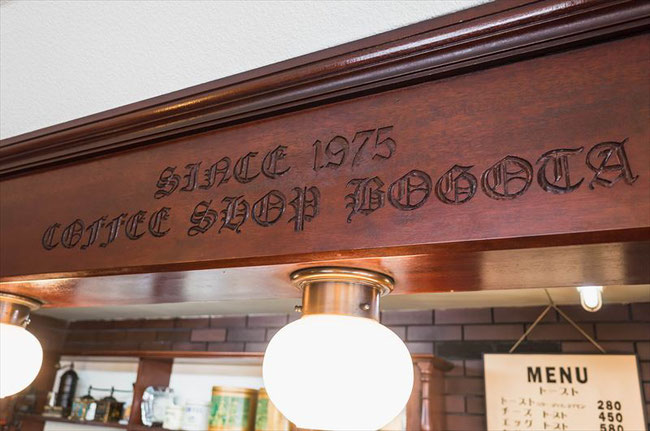 SINCE 1975
COFFEE SHOP BOGOTA
MENU
トースト
トースト 280
チーズ トースト 450
エッグ トースト 580